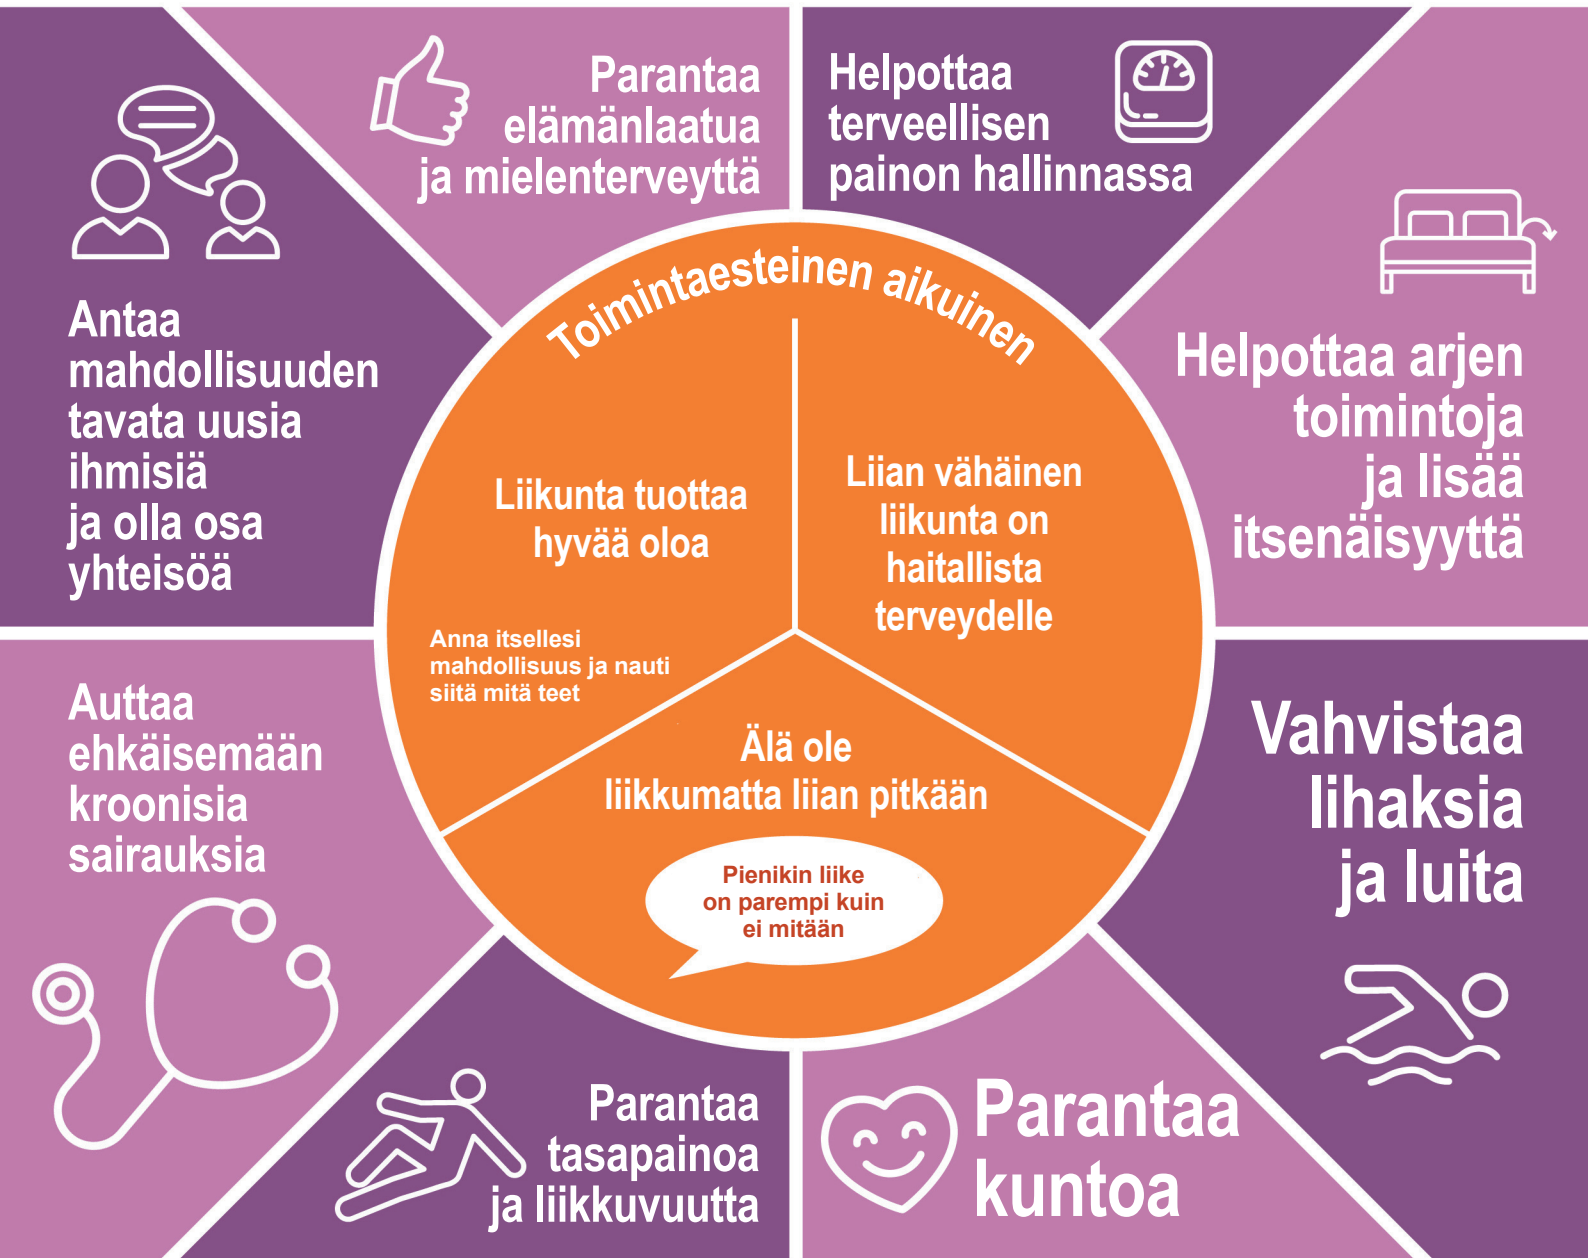 Parantaa
elämänlaatua
ja mielenterveyttä
Helpottaa
terveellisen
painon hallinnassa
Antaa
mahdollisuuden
tavata uusia
ihmisiä
ja olla osa
yhteisöä
Helpottaa arjen
toimintoja
ja lisää
itsenäisyyttä
Toimintaesteinen aikuinen
Liikunta tuottaa
hyvää oloa
Anna itsellesi
mahdollisuus ja nauti
siitä mitä teet
Liian vähäinen
liikunta on
haitallista
terveydelle
Älä ole
liikkumatta liian pitkään
Pienikin liike
on parempi kuin
ei mitään
Auttaa
ehkäisemään
kroonisia
sairauksia
Vahvistaa
lihaksia
ja luita
Parantaa
tasapainoa
ja liikkuvuutta
Parantaa
kuntoa